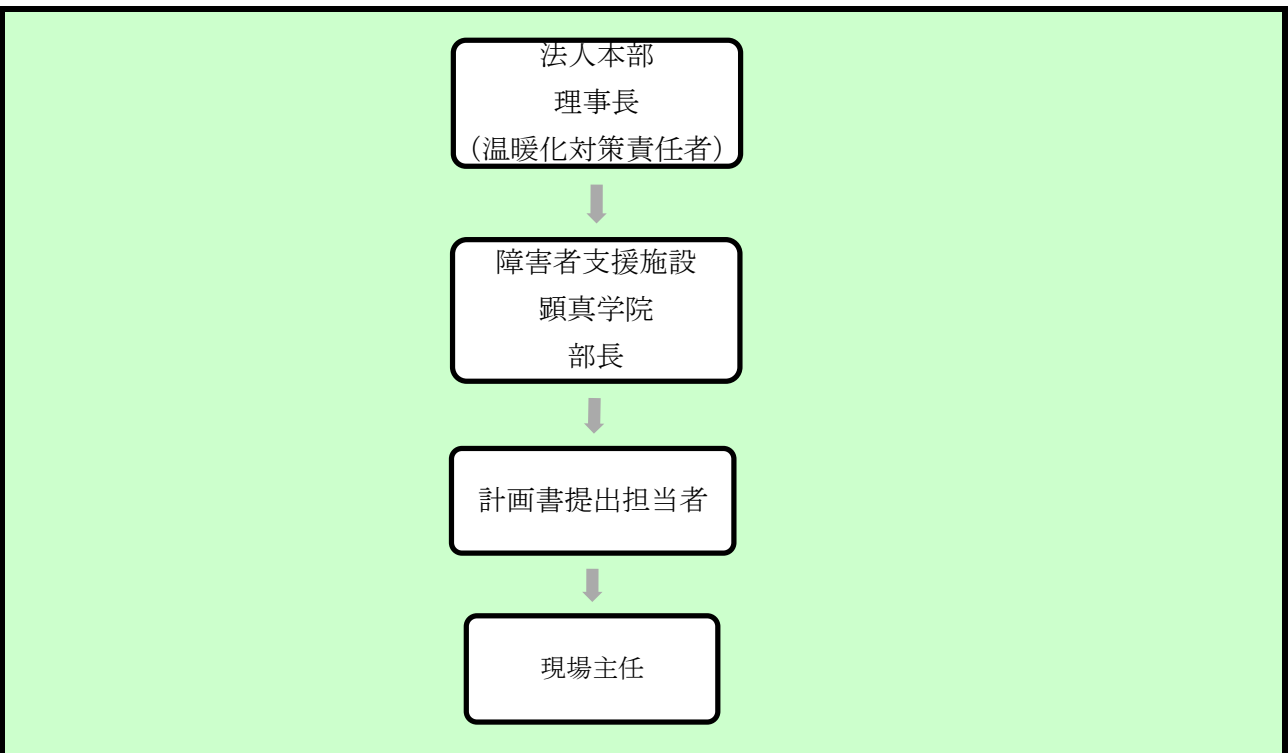 法人本部
理事長
（温暖化対策責任者）
障害者支援施設
顕真学院
部長
計画書提出担当者
現場主任